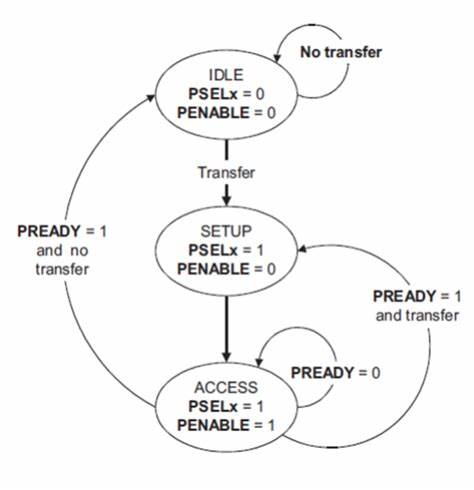 No transfer
IDLE
PSELx = 0
PENABLE = 0
Transfer
SETUP
PSELx = 1
PENABLE = 0
PREADY = 1
and no
transfer
PREADY = 1
and transfer
PREADY = 0
ACCESS
PSELx = 1
PENABLE = 1